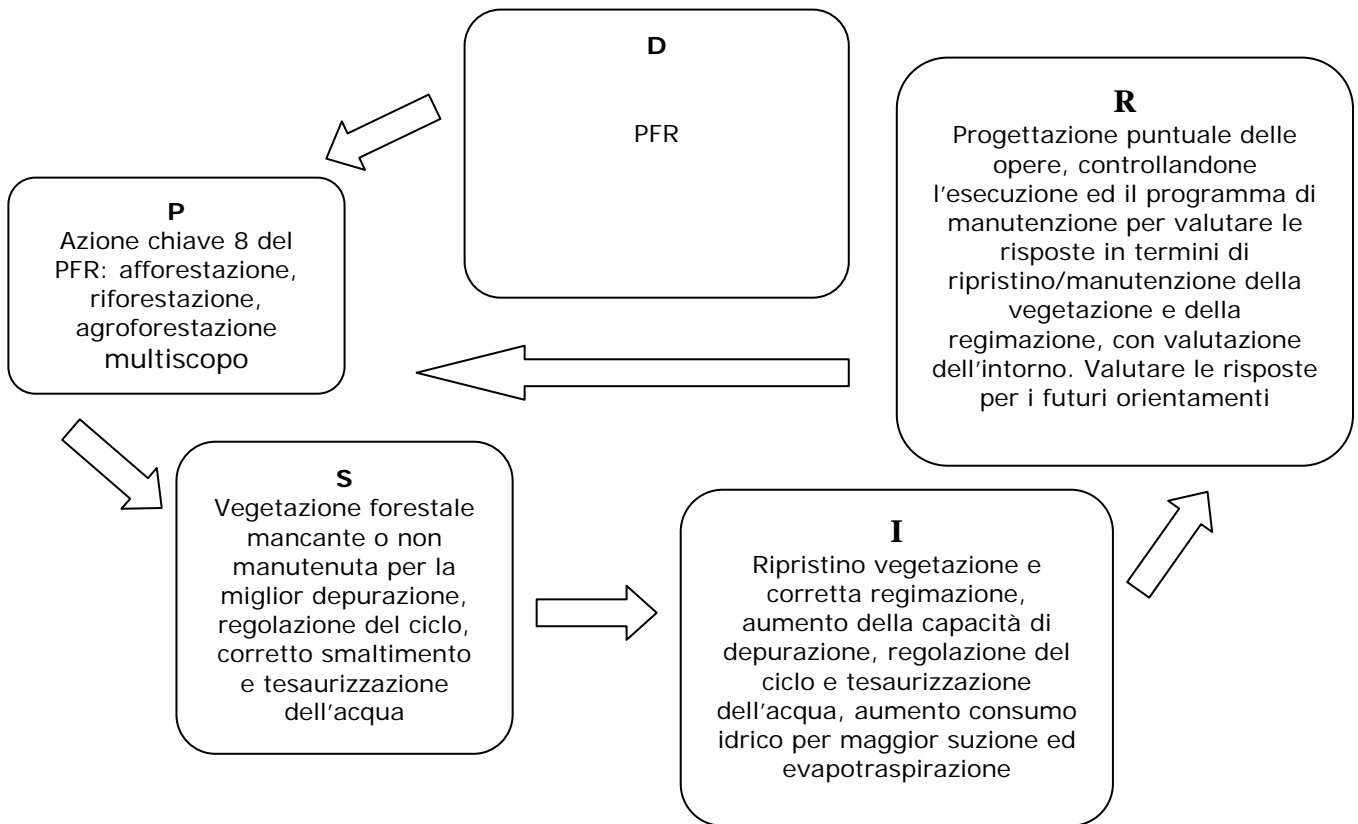 D
PFR
P
Azione chiave 8 del
PFR: afforestazione,
riforestazione,
agroforestazione
multiscopo
S
Vegetazione forestale
mancante o non
manutenuta per la
miglior depurazione,
regolazione del ciclo,
corretto smaltimento
e tesaurizzazione
dell'acqua
I
Ripristino vegetazione e
corretta regimazione,
aumento della capacità di
depurazione, regolazione del
ciclo e tesaurizzazione
dell'acqua, aumento consumo
idrico per maggior suzione ed
evapotraspirazione
R
Progettazione puntuale delle
opere, controllandone
l'esecuzione ed il programma di
manutenzione per valutare le
risposte in termini di
ripristino/manutenzione della
vegetazione e della
regimazione, con valutazione
dell'intorno. Valutare le risposte
per i futuri orientamenti